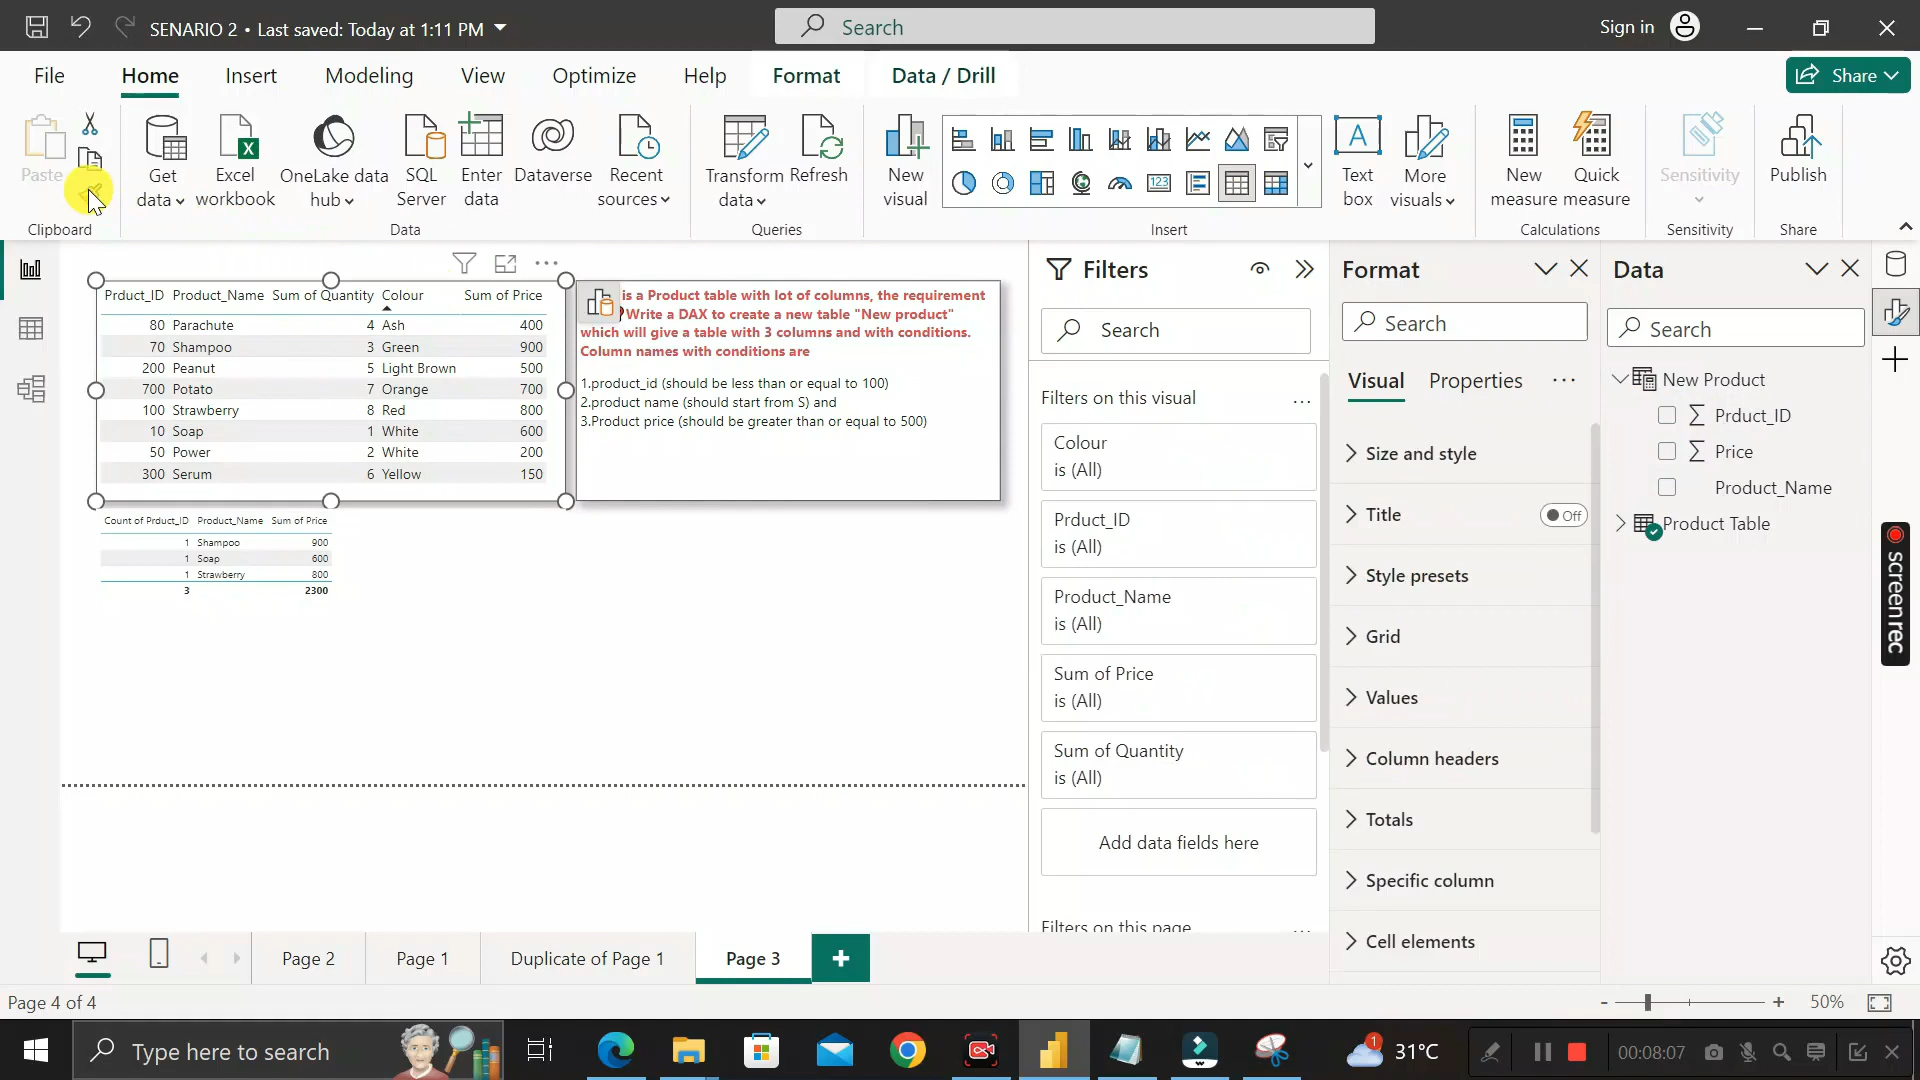 SENARIO 2 • Last saved: Today at 1:11 PM
Search
Sign in
File
Home
Insert
Modeling
View
Optimize
Help
Format
Data / Drill
Share
Paste
Get data
Excel workbook
OneLake data hub
SQL Server
Enter data
Dataverse
Recent sources
Transform data
Refresh
New visual
123
A
Text box
More visuals
New measure
Quick measure
Sensitivity
Publish
Clipboard
Data
Queries
Insert
Calculations
Sensitivity
Share
Prduct_ID Product_Name Sum of Quantity Colour Sum of Price
80 Parachute 4 Ash 400
70 Shampoo 3 Green 900
200 Peanut 5 Light Brown 500
700 Potato 7 Orange 700
100 Strawberry 8 Red 800
10 Soap 1 White 600
50 Power 2 White 200
300 Serum 6 Yellow 150
is a Product table with lot of columns, the requirement
Write a DAX to create a new table "New product"
which will give a table with 3 columns and with conditions.
Column names with conditions are
1.product_id (should be less than or equal to 100)
2.product name (should start from S) and
3.Product price (should be greater than or equal to 500)
Count of Prduct_ID Product_Name Sum of Price
1 Shampoo 900
1 Soap 600
1 Strawberry 800
3 2300
Filters
Search
Filters on this visual
Colour
is (All)
Prduct_ID
is (All)
Product_Name
is (All)
Sum of Price
is (All)
Sum of Quantity
is (All)
Add data fields here
Filters on this page
Format
Search
Visual
Properties
Size and style
Title
Off
Style presets
Grid
Values
Column headers
Totals
Specific column
Cell elements
Data
Search
New Product
Prduct_ID
Price
Product_Name
Product Table
screen rec
Page 2
Page 1
Duplicate of Page 1
Page 3
Page 4 of 4
50%
Type here to search
1
31°C
00:08:07